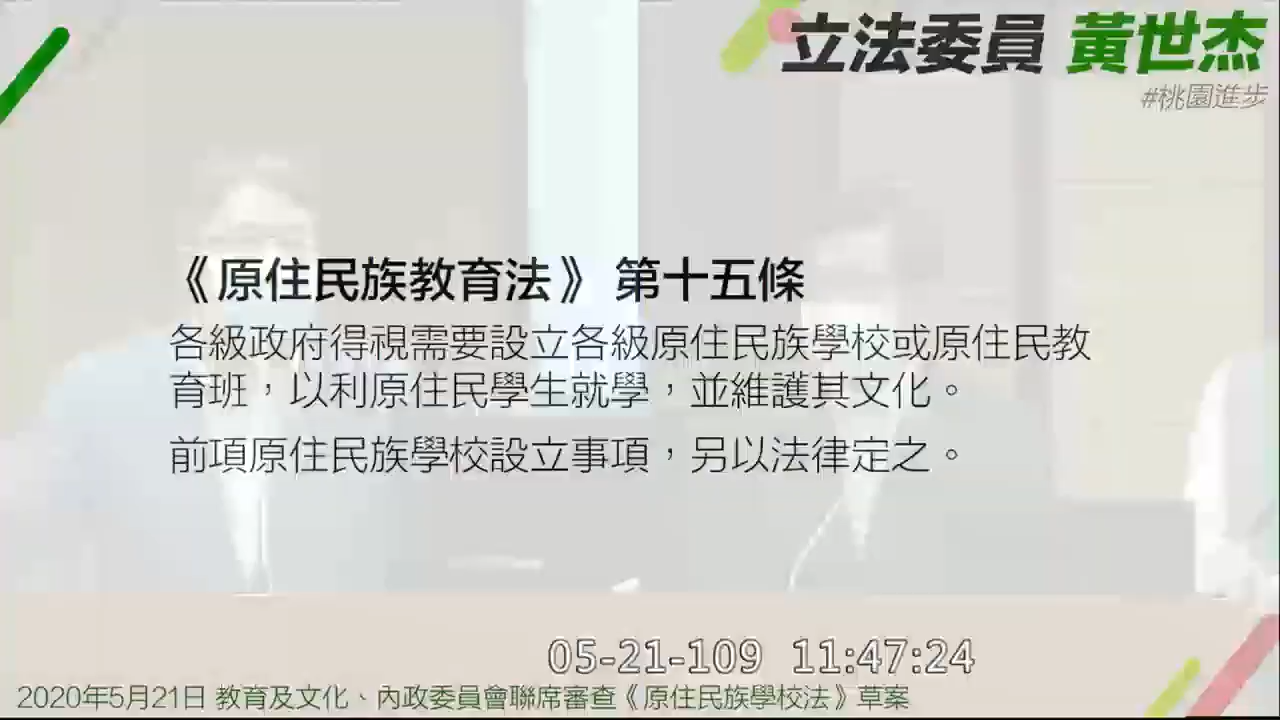 立法委員 黃世杰
#桃園進步
《原住民族教育法》 第十五條
各級政府得視需要設立各級原住民族學校或原住民教
育班，以利原住民學生就學，並維護其文化。
前項原住民族學校設立事項，另以法律定之。
05-21-109 11:47:24
2020年5月21日 教育及文化、內政委員會聯席審查《原住民族學校法》草案